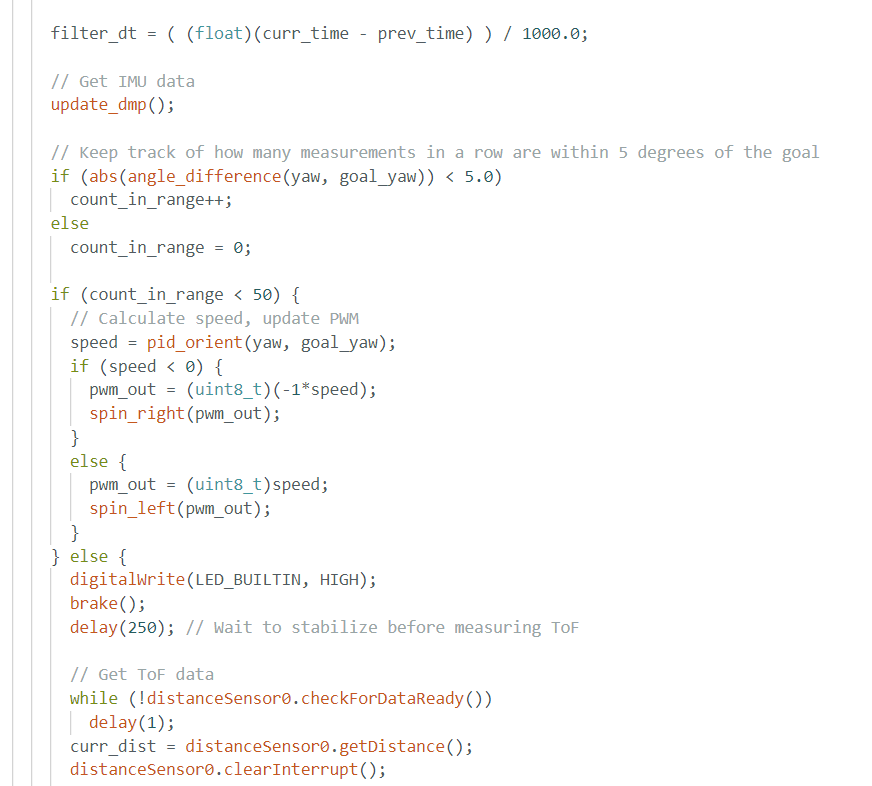 filter_dt = ( (float)(curr_time - prev_time) ) / 1000.0;
// Get IMU data
update_dmp();
// Keep track of how many measurements in a row are within 5 degrees of the goal
if (abs(angle_difference(yaw, goal_yaw)) < 5.0)
count_in_range++;
else
count_in_range = 0;
if (count_in_range < 50) {
// Calculate speed, update PWM
speed = pid_orient(yaw, goal_yaw);
if (speed < 0) {
pwm_out = (uint8_t)(-1*speed);
spin_right(pwm_out);
}
else {
pwm_out = (uint8_t)speed;
spin_left(pwm_out);
}
} else {
digitalWrite(LED_BUILTIN, HIGH);
brake();
delay(250); // Wait to stabilize before measuring ToF
// Get ToF data
while (!distanceSensor0.checkForDataReady())
delay(1);
curr_dist = distanceSensor0.getDistance();
distanceSensor0.clearInterrupt();